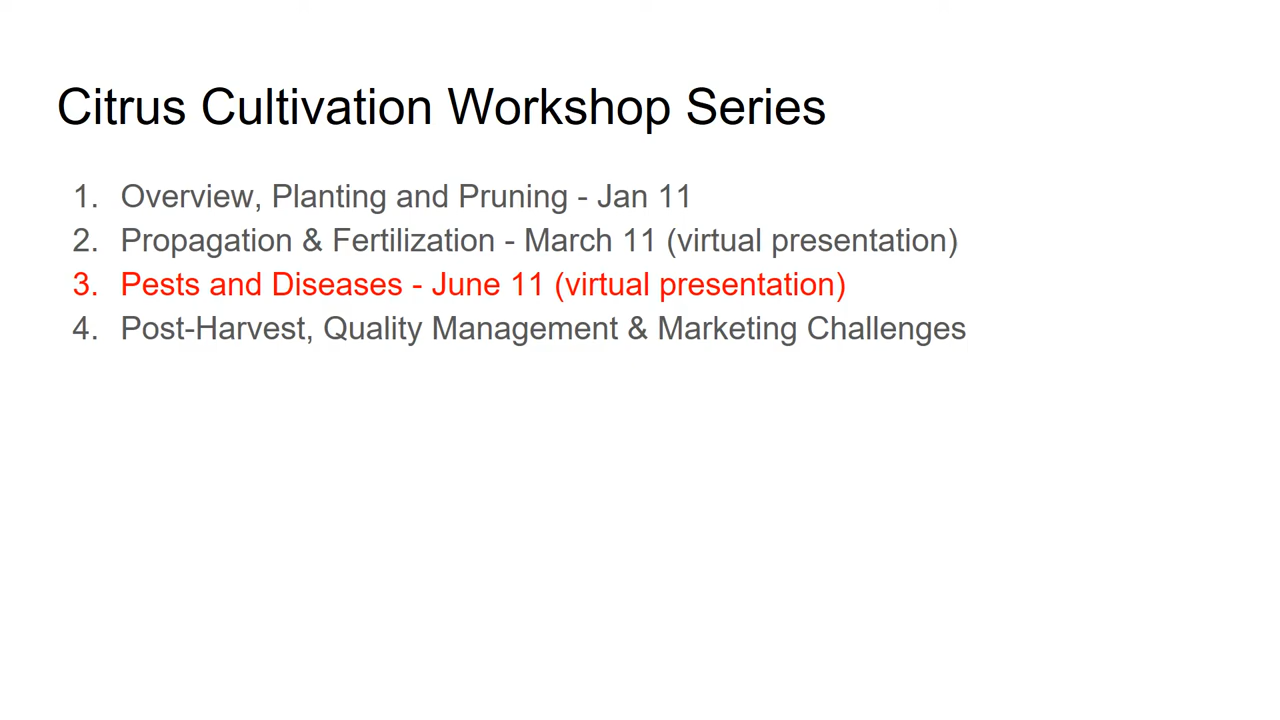 Citrus Cultivation Workshop Series
1. Overview, Planting and Pruning - Jan 11
2. Propagation & Fertilization - March 11 (virtual presentation)
3. Pests and Diseases - June 11 (virtual presentation)
4. Post-Harvest, Quality Management & Marketing Challenges